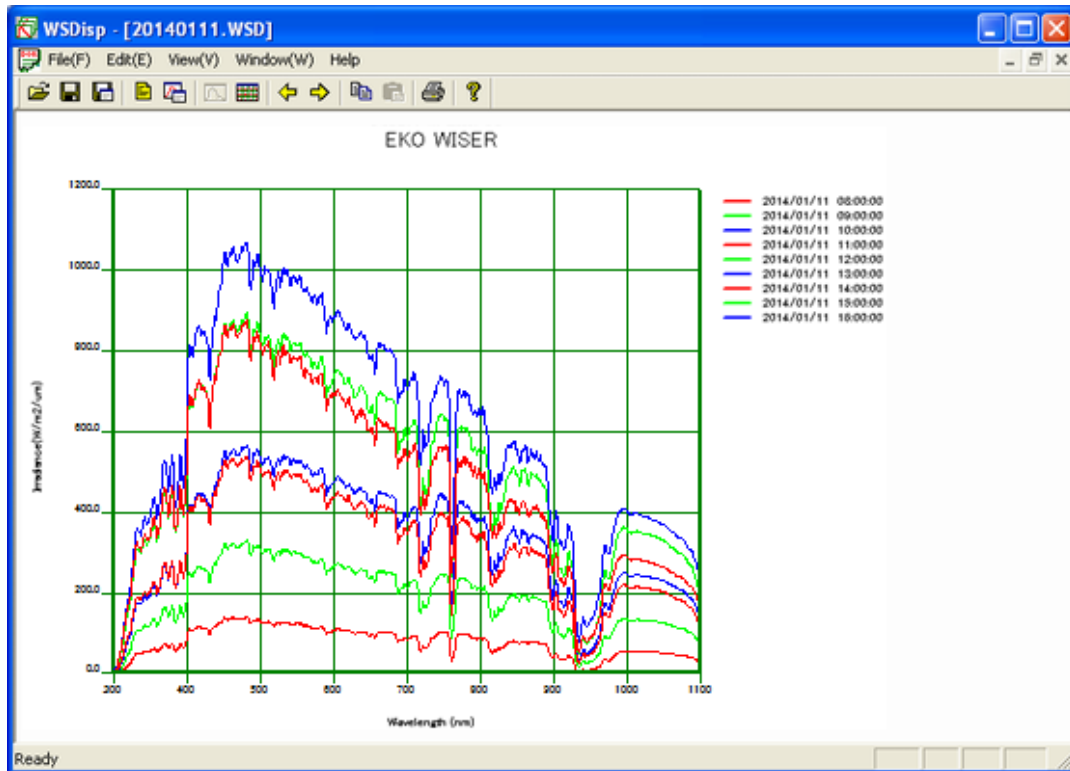 WSDisp - [20140111.WSD]
File(F) Edit(E) View(V) Window(W) Help
EKO WISER
1200.0
1000.0
800.0
600.0
400.0
200.0
0.0
Irradence(W/m2/um)
200 400 500 600 700 800 900 1000 1100
Wavelength (nm)
2014/01/11 08:00:00
2014/01/11 09:00:00
2014/01/11 10:00:00
2014/01/11 11:00:00
2014/01/11 12:00:00
2014/01/11 13:00:00
2014/01/11 14:00:00
2014/01/11 15:00:00
2014/01/11 16:00:00
Ready